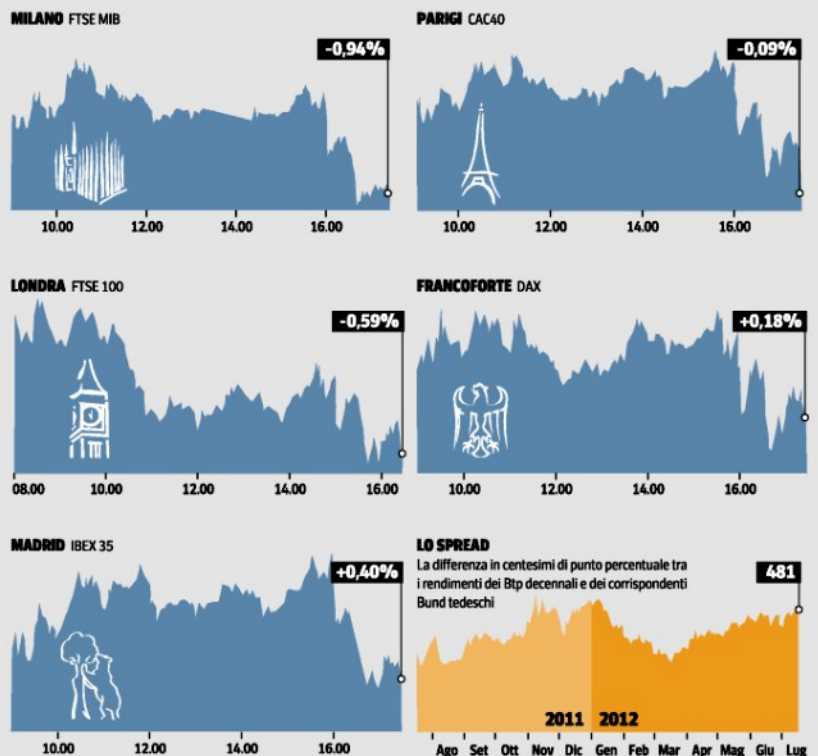 MILANO FTSE MIB
-0,94%
10.00 12.00 14.00 16.00
PARIGI CAC40
-0,09%
10.00 12.00 14.00 16.00
LONDRA FTSE 100
-0,59%
08.00 10.00 12.00 14.00 16.00
FRANCOFORTE DAX
+0,18%
10.00 12.00 14.00 16.00
MADRID IBEX 35
+0,40%
10.00 12.00 14.00 16.00
LO SPREAD
La differenza in centesimi di punto percentuale tra
i rendimenti dei Btp decennali e dei corrispondenti
Bund tedeschi
481
2011 2012
Ago Set Ott Nov Dic Gen Feb Mar Apr Mag Giu Lug